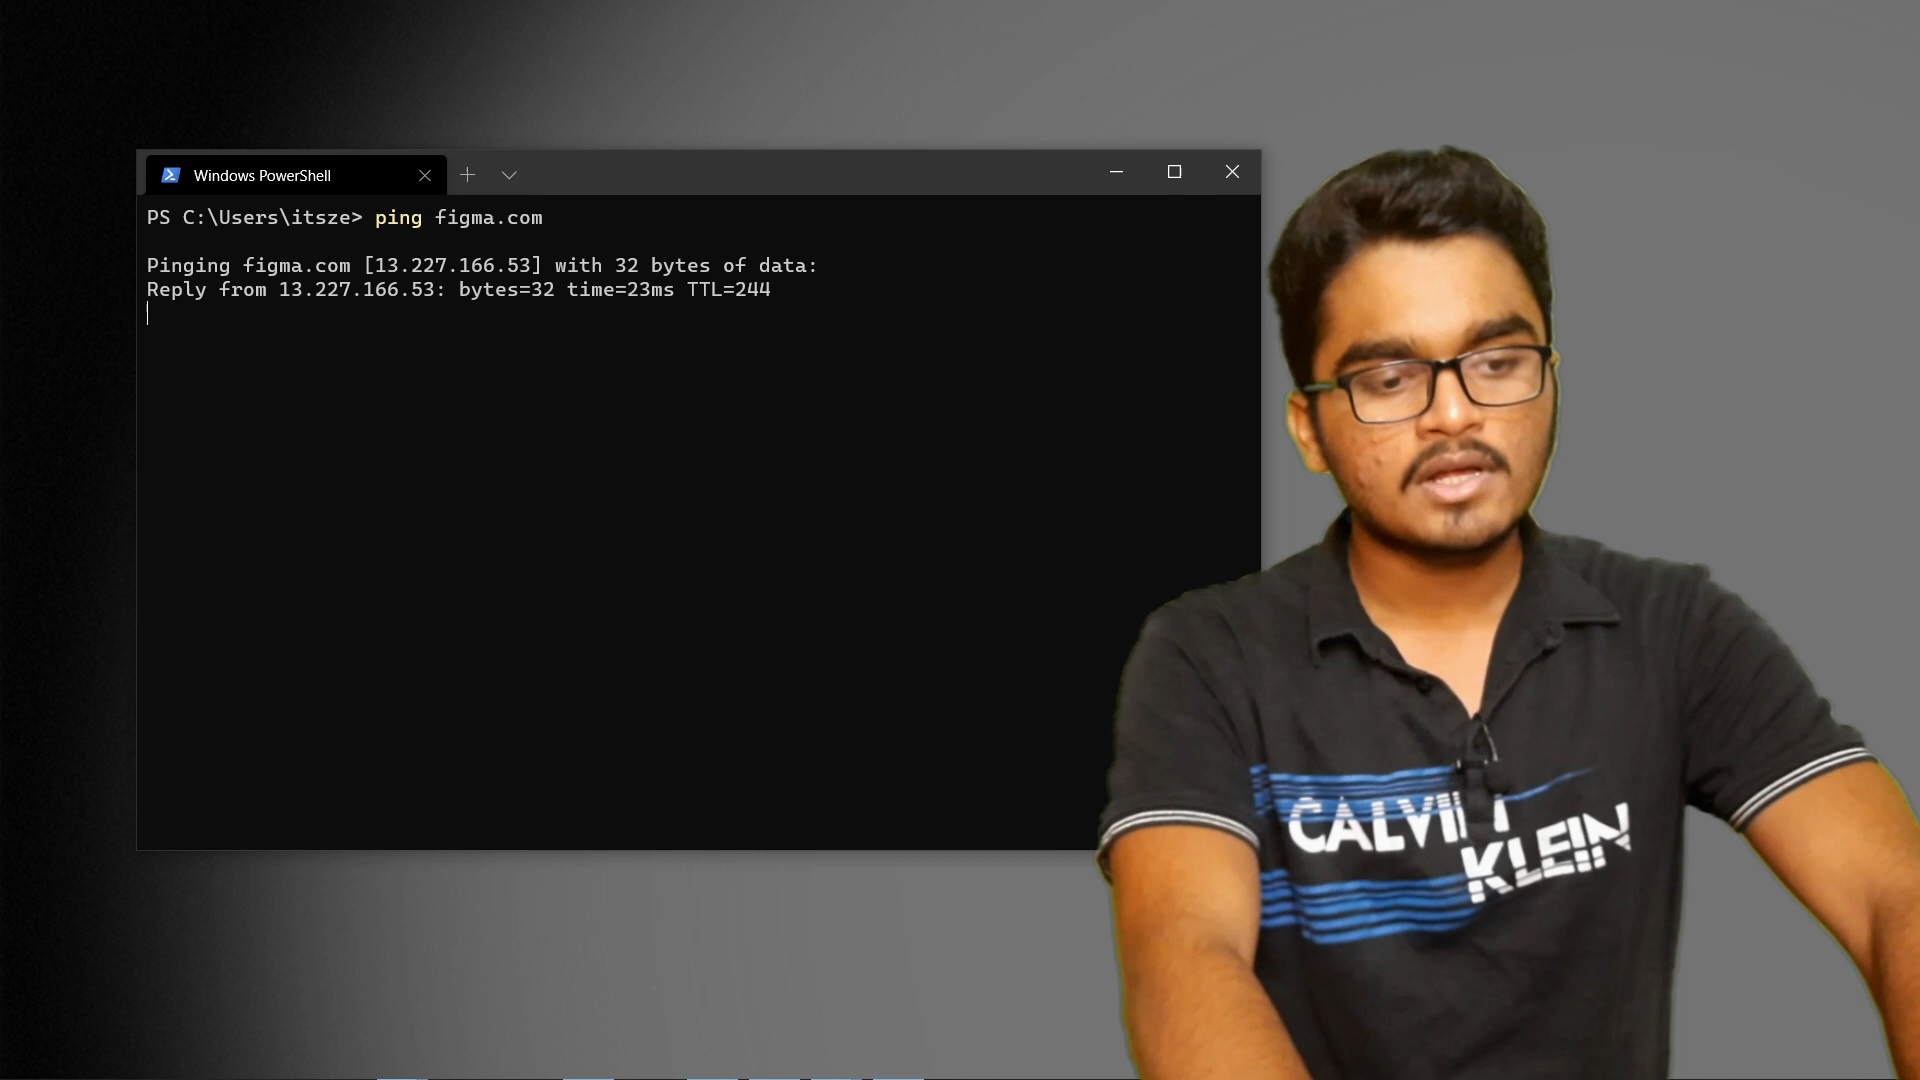 Windows PowerShell
PS C:\Users\itsze> ping figma.com
Pinging figma.com [13.227.166.53] with 32 bytes of data:
Reply from 13.227.166.53: bytes=32 time=23ms TTL=244
CALVIN
KLEIN